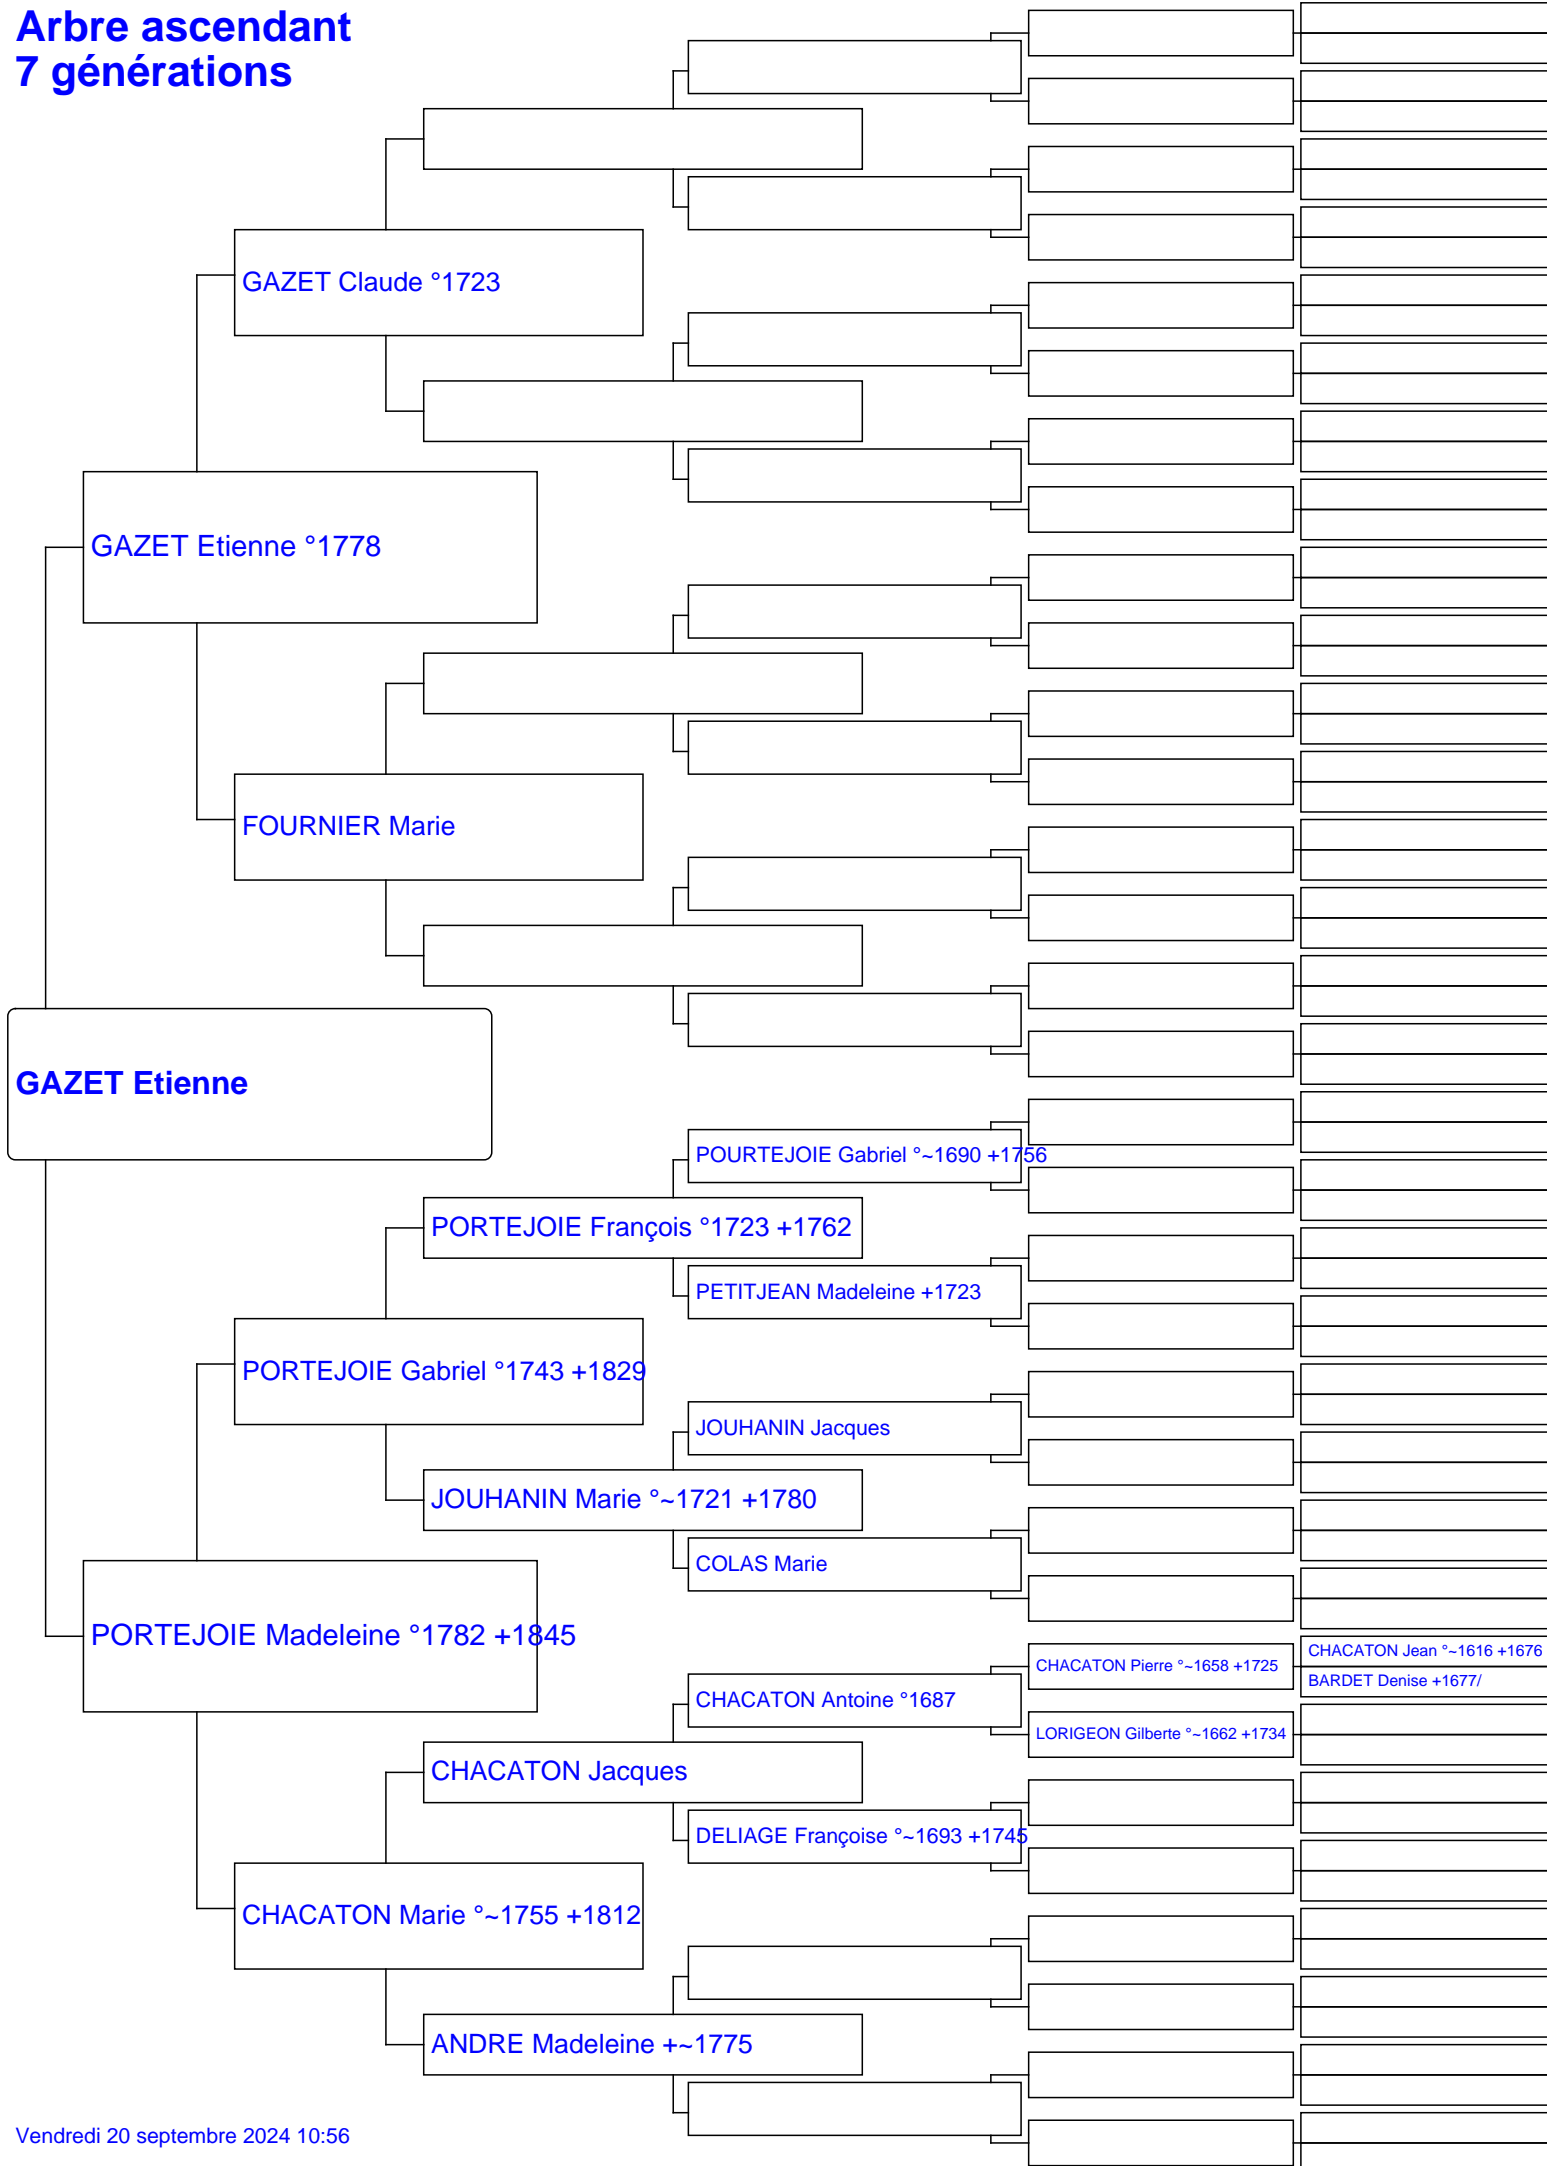 Arbre ascendant
7 générations
GAZET Claude °1723
GAZET Etienne °1778
FOURNIER Marie
GAZET Etienne
POURTEJOIE Gabriel °~1690 +1756
PORTEJOIE François °1723 +1762
PETITJEAN Madeleine +1723
PORTEJOIE Gabriel °1743 +1829
JOUHANIN Jacques
JOUHANIN Marie °~1721 +1780
COLAS Marie
PORTEJOIE Madeleine °1782 +1845
CHACATON Jean °~1616 +1676
CHACATON Pierre °~1658 +1725
BARDET Denise +1677/
CHACATON Antoine °1687
LORIGEON Gilberte °~1662 +1734
CHACATON Jacques
DELIAGE Françoise °~1693 +1745
CHACATON Marie °~1755 +1812
ANDRE Madeleine +~1775
Vendredi 20 septembre 2024 10:56